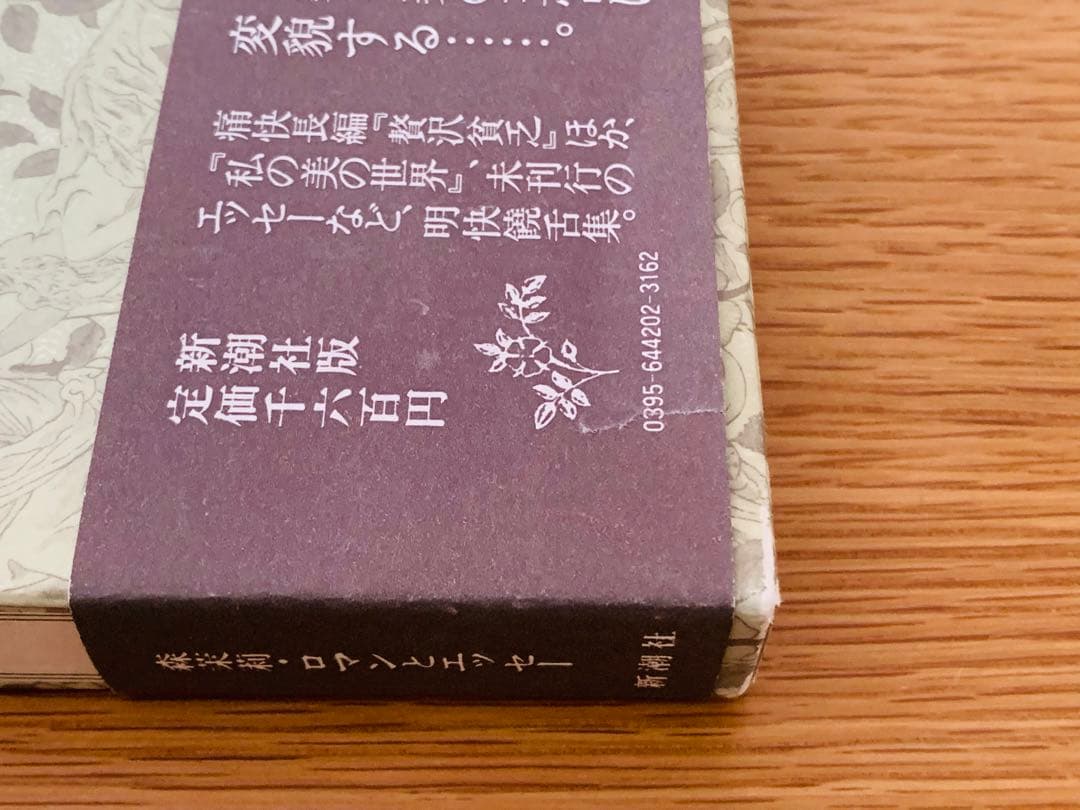 変貌する……。
痛快長編『贅沢貧乏』ほか、
『私の美の世界』、未刊行の
エッセーなど、明快饒舌集。
新潮社版
定価千六百円
0395-644202-3162
森茉莉・ロマンとエッセー
新潮社